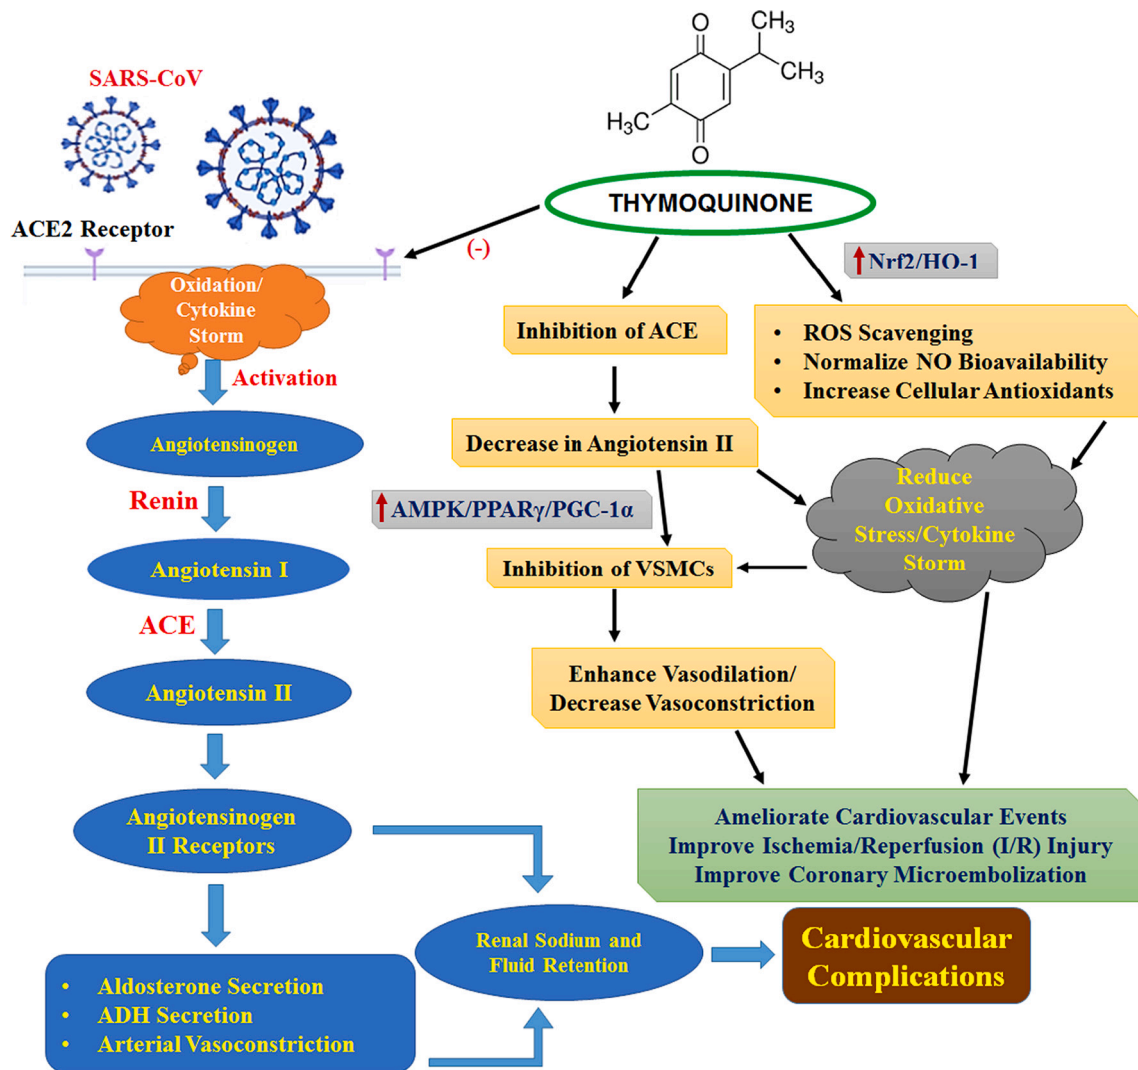 O
CH₃
CH₃
H₃C
O
SARS-CoV
THYMOQUINONE
ACE2 Receptor
(-)
Nrf2/HO-1
Oxidation/
Cytokine
Storm
Activation
Inhibition of ACE
• ROS Scavenging
• Normalize NO Bioavailability
• Increase Cellular Antioxidants
Angiotensinogen
Decrease in Angiotensin II
Renin
AMPK/PPARγ/PGC-1α
Reduce
Oxidative
Stress/Cytokine
Storm
Angiotensin I
Inhibition of VSMCs
ACE
Angiotensin II
Enhance Vasodilation/
Decrease Vasoconstriction
Angiotensinogen
II Receptors
Ameliorate Cardiovascular Events
Improve Ischemia/Reperfusion (I/R) Injury
Improve Coronary Microembolization
Renal Sodium and
Fluid Retention
Cardiovascular
Complications
• Aldosterone Secretion
• ADH Secretion
• Arterial Vasoconstriction